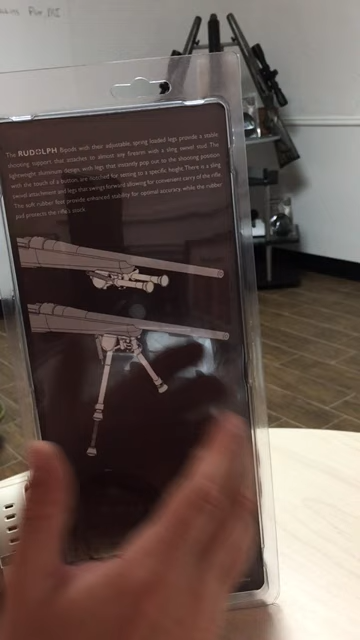 The RUDOLPH Bipods with their adjustable, spring loaded legs provide a stable
shooting support that attaches to almost any firearm with a sling swivel stud. The
lightweight aluminum design with legs that instantly pop out to the shooting position
with the touch of a button, are notched for setting to a specific height. There is a sling
swivel attachment and legs that swings forward allowing for convenient carry of the rifle.
The soft rubber feet provide enhanced stability for optimal accuracy while the rubber
pad protects the rifle's stock.